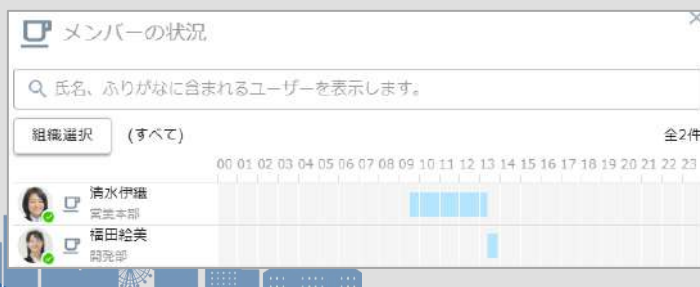 メンバーの状況
氏名、ふりがなに含まれるユーザーを表示します。
組織選択 (すべて) 全2件
00 01 02 03 04 05 06 07 08 09 10 11 12 13 14 15 16 17 18 19 20 21 22 23
清水伊織
営業本部
福田絵美
開発部